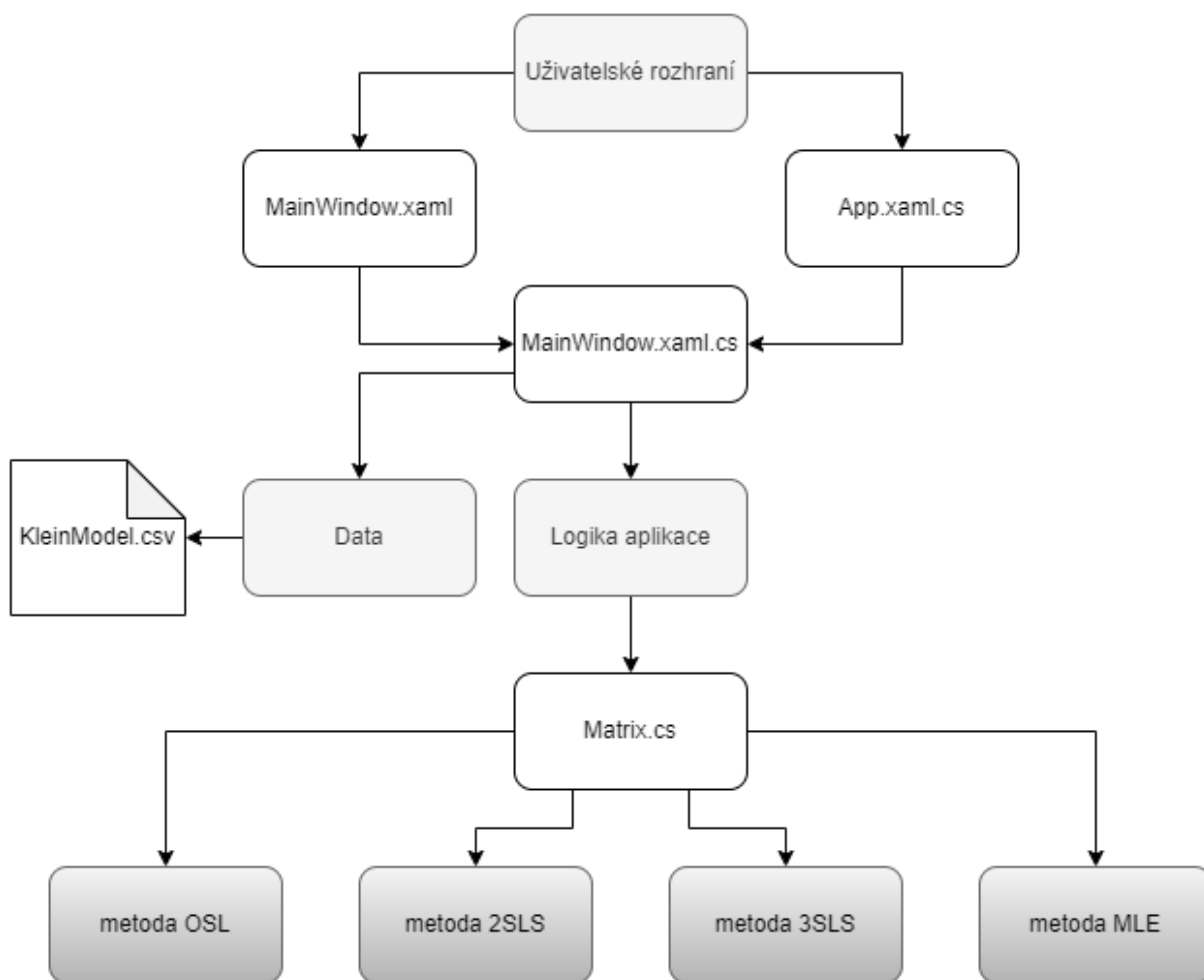 Uživatelské rozhraní
MainWindow.xaml
App.xaml.cs
MainWindow.xaml.cs
KleinModel.csv
Data
Logika aplikace
Matrix.cs
metoda OSL
metoda 2SLS
metoda 3SLS
metoda MLE